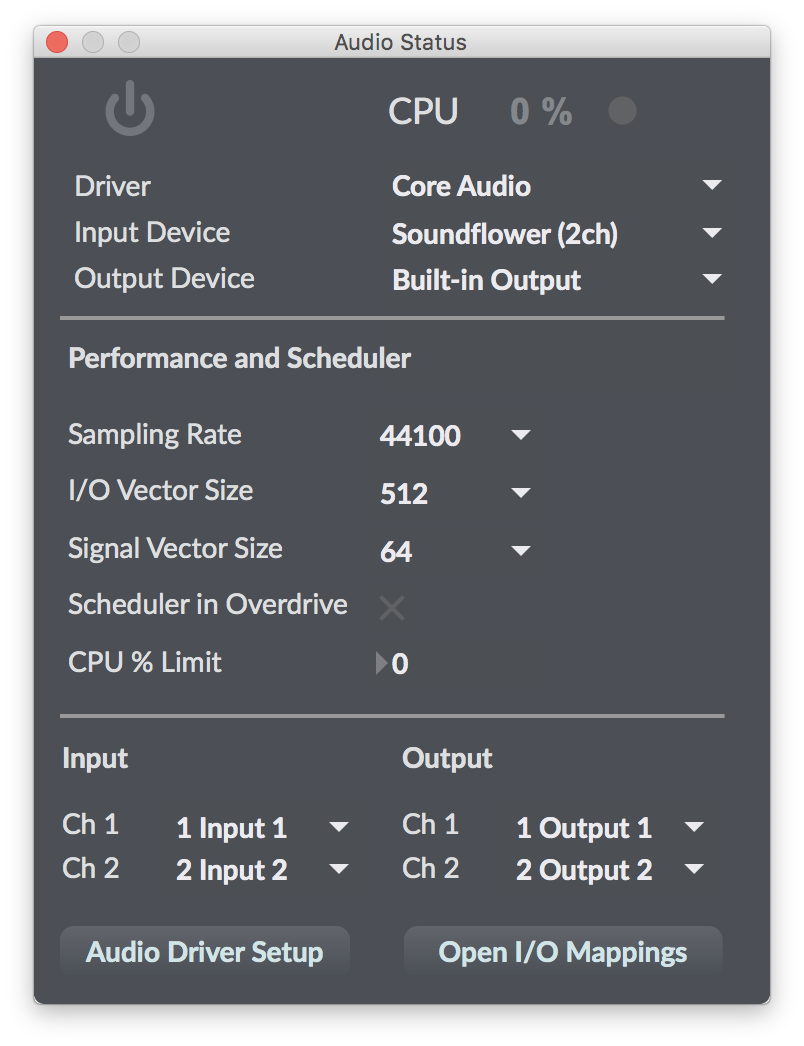 Audio Status
CPU 0 %
Driver Core Audio
Input Device Soundflower (2ch)
Output Device Built-in Output
Performance and Scheduler
Sampling Rate 44100
I/O Vector Size 512
Signal Vector Size 64
Scheduler in Overdrive
CPU % Limit 0
Input Output
Ch 1 1 Input 1 Ch 1 1 Output 1
Ch 2 2 Input 2 Ch 2 2 Output 2
Audio Driver Setup Open I/O Mappings